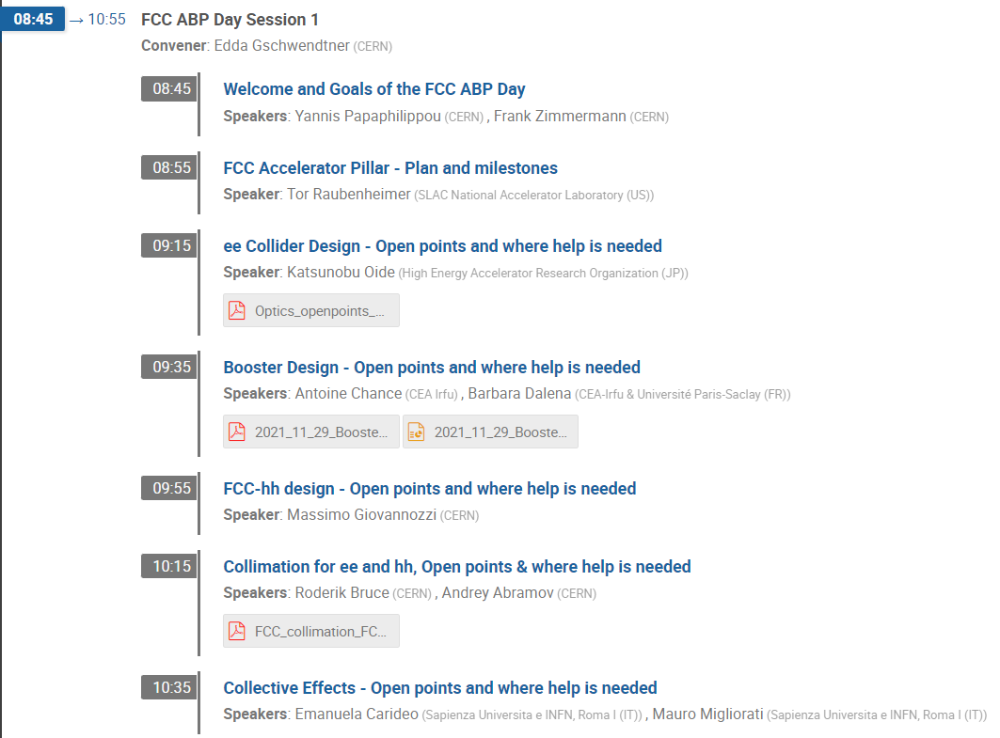 08:45 → 10:55 FCC ABP Day Session 1
Convener: Edda Gschwendtner (CERN)
08:45 Welcome and Goals of the FCC ABP Day
Speakers: Yannis Papaphilippou (CERN) , Frank Zimmermann (CERN)
08:55 FCC Accelerator Pillar - Plan and milestones
Speaker: Tor Raubenheimer (SLAC National Accelerator Laboratory (US))
09:15 ee Collider Design - Open points and where help is needed
Speaker: Katsunobu Oide (High Energy Accelerator Research Organization (JP))
Optics_openpoints_...
09:35 Booster Design - Open points and where help is needed
Speakers: Antoine Chance (CEA Irfu) , Barbara Dalena (CEA-Irfu & Université Paris-Saclay (FR))
2021_11_29_Booste... 2021_11_29_Booste...
09:55 FCC-hh design - Open points and where help is needed
Speaker: Massimo Giovannozzi (CERN)
10:15 Collimation for ee and hh, Open points & where help is needed
Speakers: Roderik Bruce (CERN) , Andrey Abramov (CERN)
FCC_collimation_FC...
10:35 Collective Effects - Open points and where help is needed
Speakers: Emanuela Carideo (Sapienza Universita e INFN, Roma I (IT)) , Mauro Migliorati (Sapienza Universita e INFN, Roma I (IT))